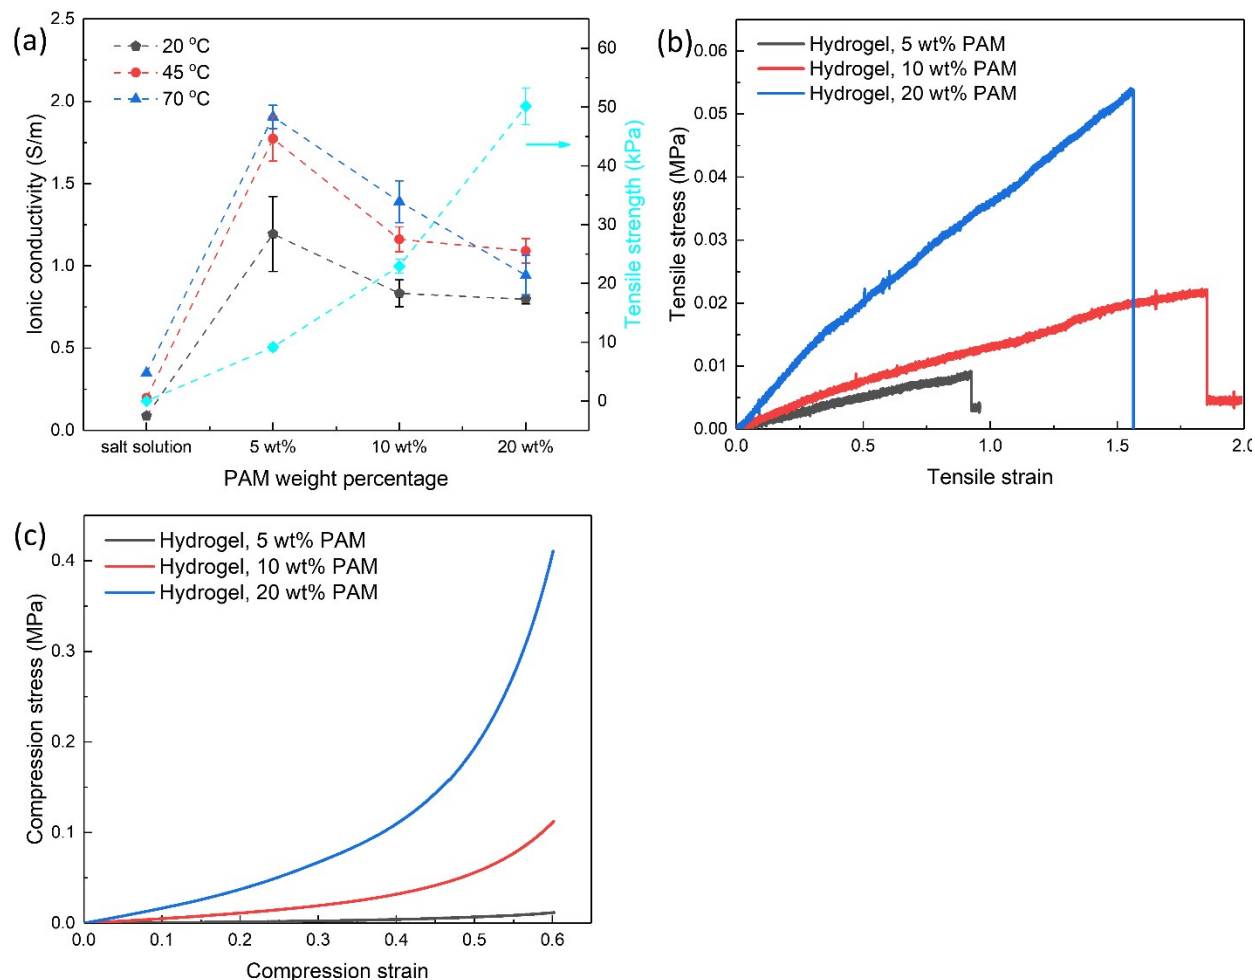 (a)
20 °C
45 °C
70 °C
Ionic conductivity (S/m)
2.5
2.0
1.5
1.0
0.5
0.0
60
50
40
30
20
10
0
Tensile strength (kPa)
salt solution 5 wt% 10 wt% 20 wt%
PAM weight percentage
(b)
Hydrogel, 5 wt% PAM
Hydrogel, 10 wt% PAM
Hydrogel, 20 wt% PAM
Tensile stress (MPa)
0.06
0.05
0.04
0.03
0.02
0.01
0.00
0.0 0.5 1.0 1.5 2.0
Tensile strain
(c)
Hydrogel, 5 wt% PAM
Hydrogel, 10 wt% PAM
Hydrogel, 20 wt% PAM
Compression stress (MPa)
0.4
0.3
0.2
0.1
0.0
0.0 0.1 0.2 0.3 0.4 0.5 0.6
Compression strain